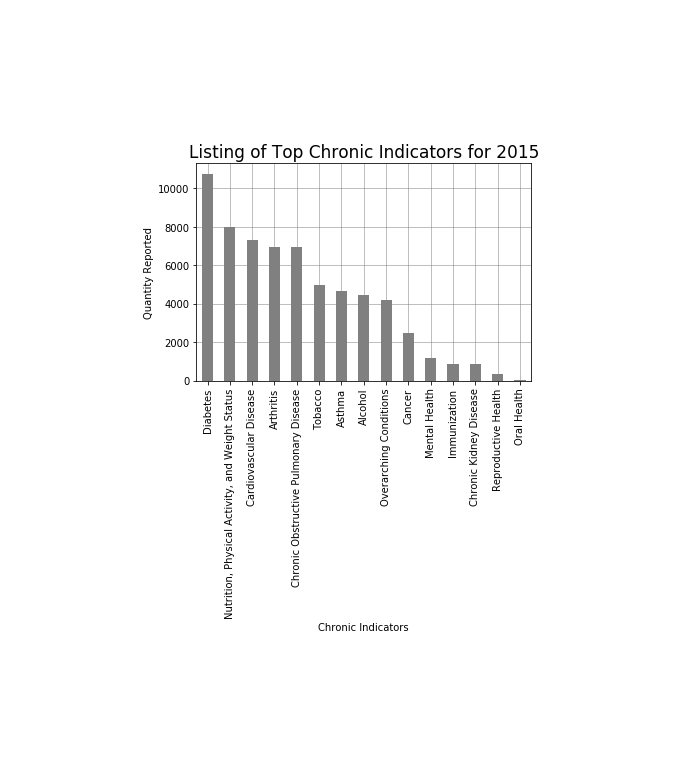 Listing of Top Chronic Indicators for 2015
Quantity Reported
10000
8000
6000
4000
2000
0
Diabetes
Nutrition, Physical Activity, and Weight Status
Cardiovascular Disease
Arthritis
Chronic Obstructive Pulmonary Disease
Tobacco
Asthma
Alcohol
Overarching Conditions
Cancer
Mental Health
Immunization
Chronic Kidney Disease
Reproductive Health
Oral Health
Chronic Indicators